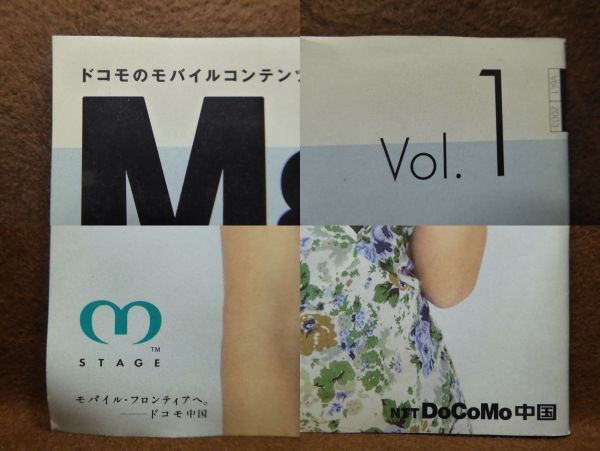 ドコモのモバイルコンテンツ
M
Vol. 1
Vol.1 2003
m
TM
STAGE
モバイル・フロンティアへ。
――ドコモ中国
NTT DoCoMo 中国